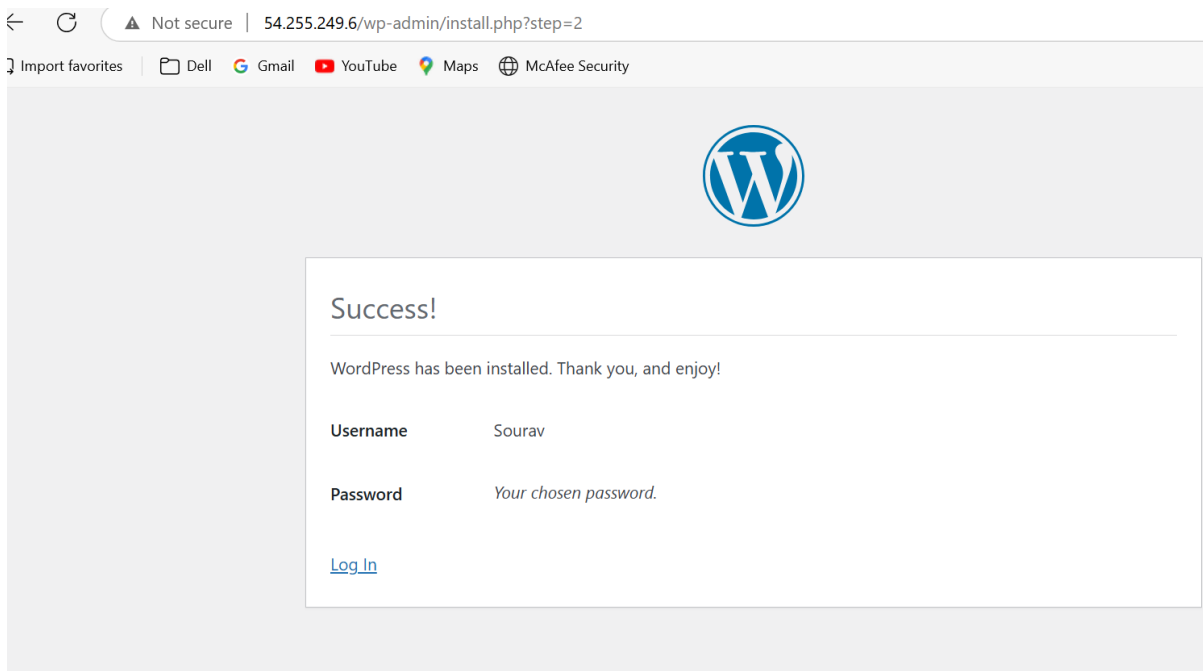 Not secure 54.255.249.6/wp-admin/install.php?step=2
Import favorites Dell Gmail YouTube Maps McAfee Security
Success!
WordPress has been installed. Thank you, and enjoy!
Username Sourav
Password Your chosen password.
Log In